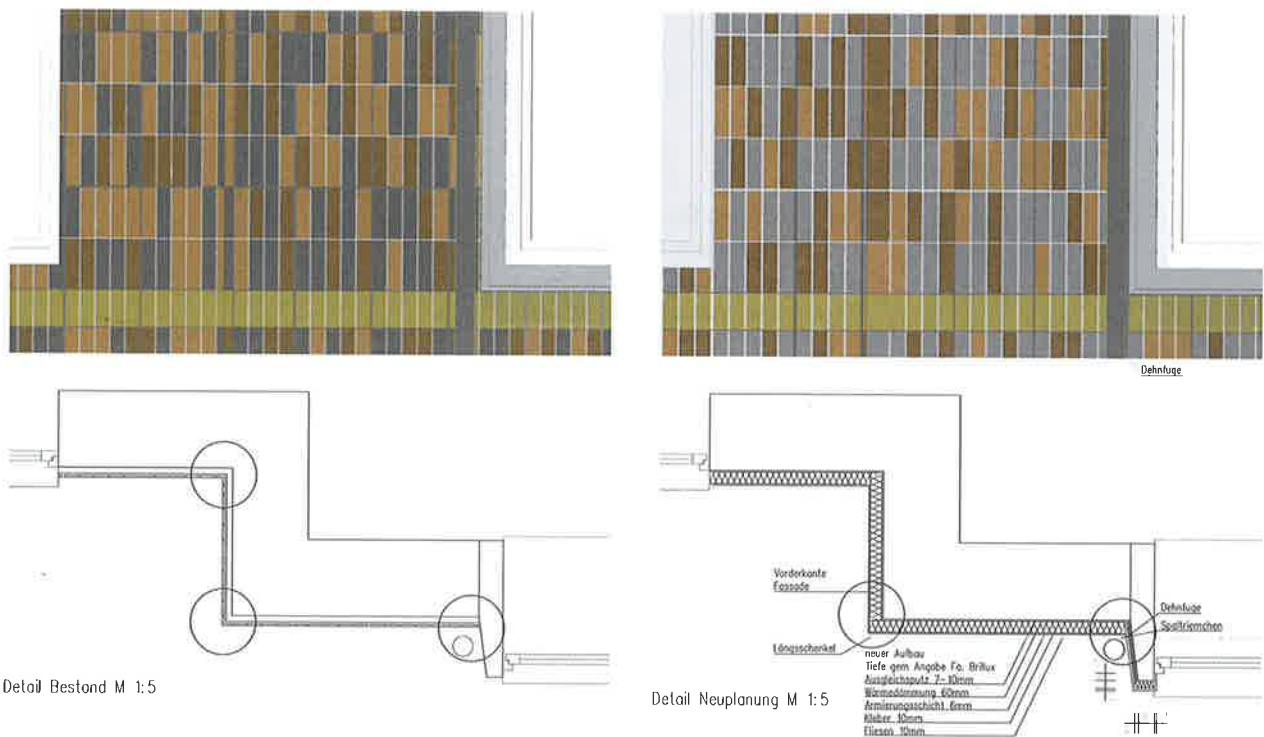 Dehnfuge
Vorderkante
Fassade
Dehnfuge
Spaltriemchen
Längsschenkel
neuer Aufbau
Tiefe gem Angabe Fa. Brillux
Ausgleichsputz 7-10mm
Wärmedämmung 60mm
Armierungsschicht 6mm
Kleber 10mm
Fliesen 10mm
Detail Bestand M 1:5
Detail Neuplanung M 1:5